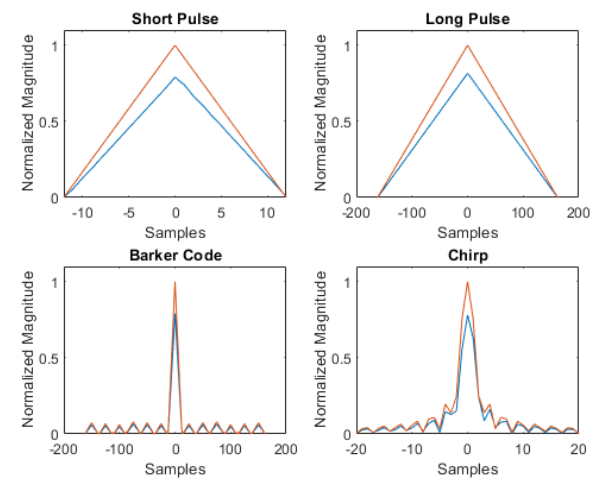 Short Pulse
Normalized Magnitude
1
0.5
0
-10
-5
0
5
10
Samples
Long Pulse
Normalized Magnitude
1
0.5
0
-200
-100
0
100
200
Samples
Barker Code
Normalized Magnitude
1
0.5
0
-200
-100
0
100
200
Samples
Chirp
Normalized Magnitude
1
0.5
0
-20
-10
0
10
20
Samples